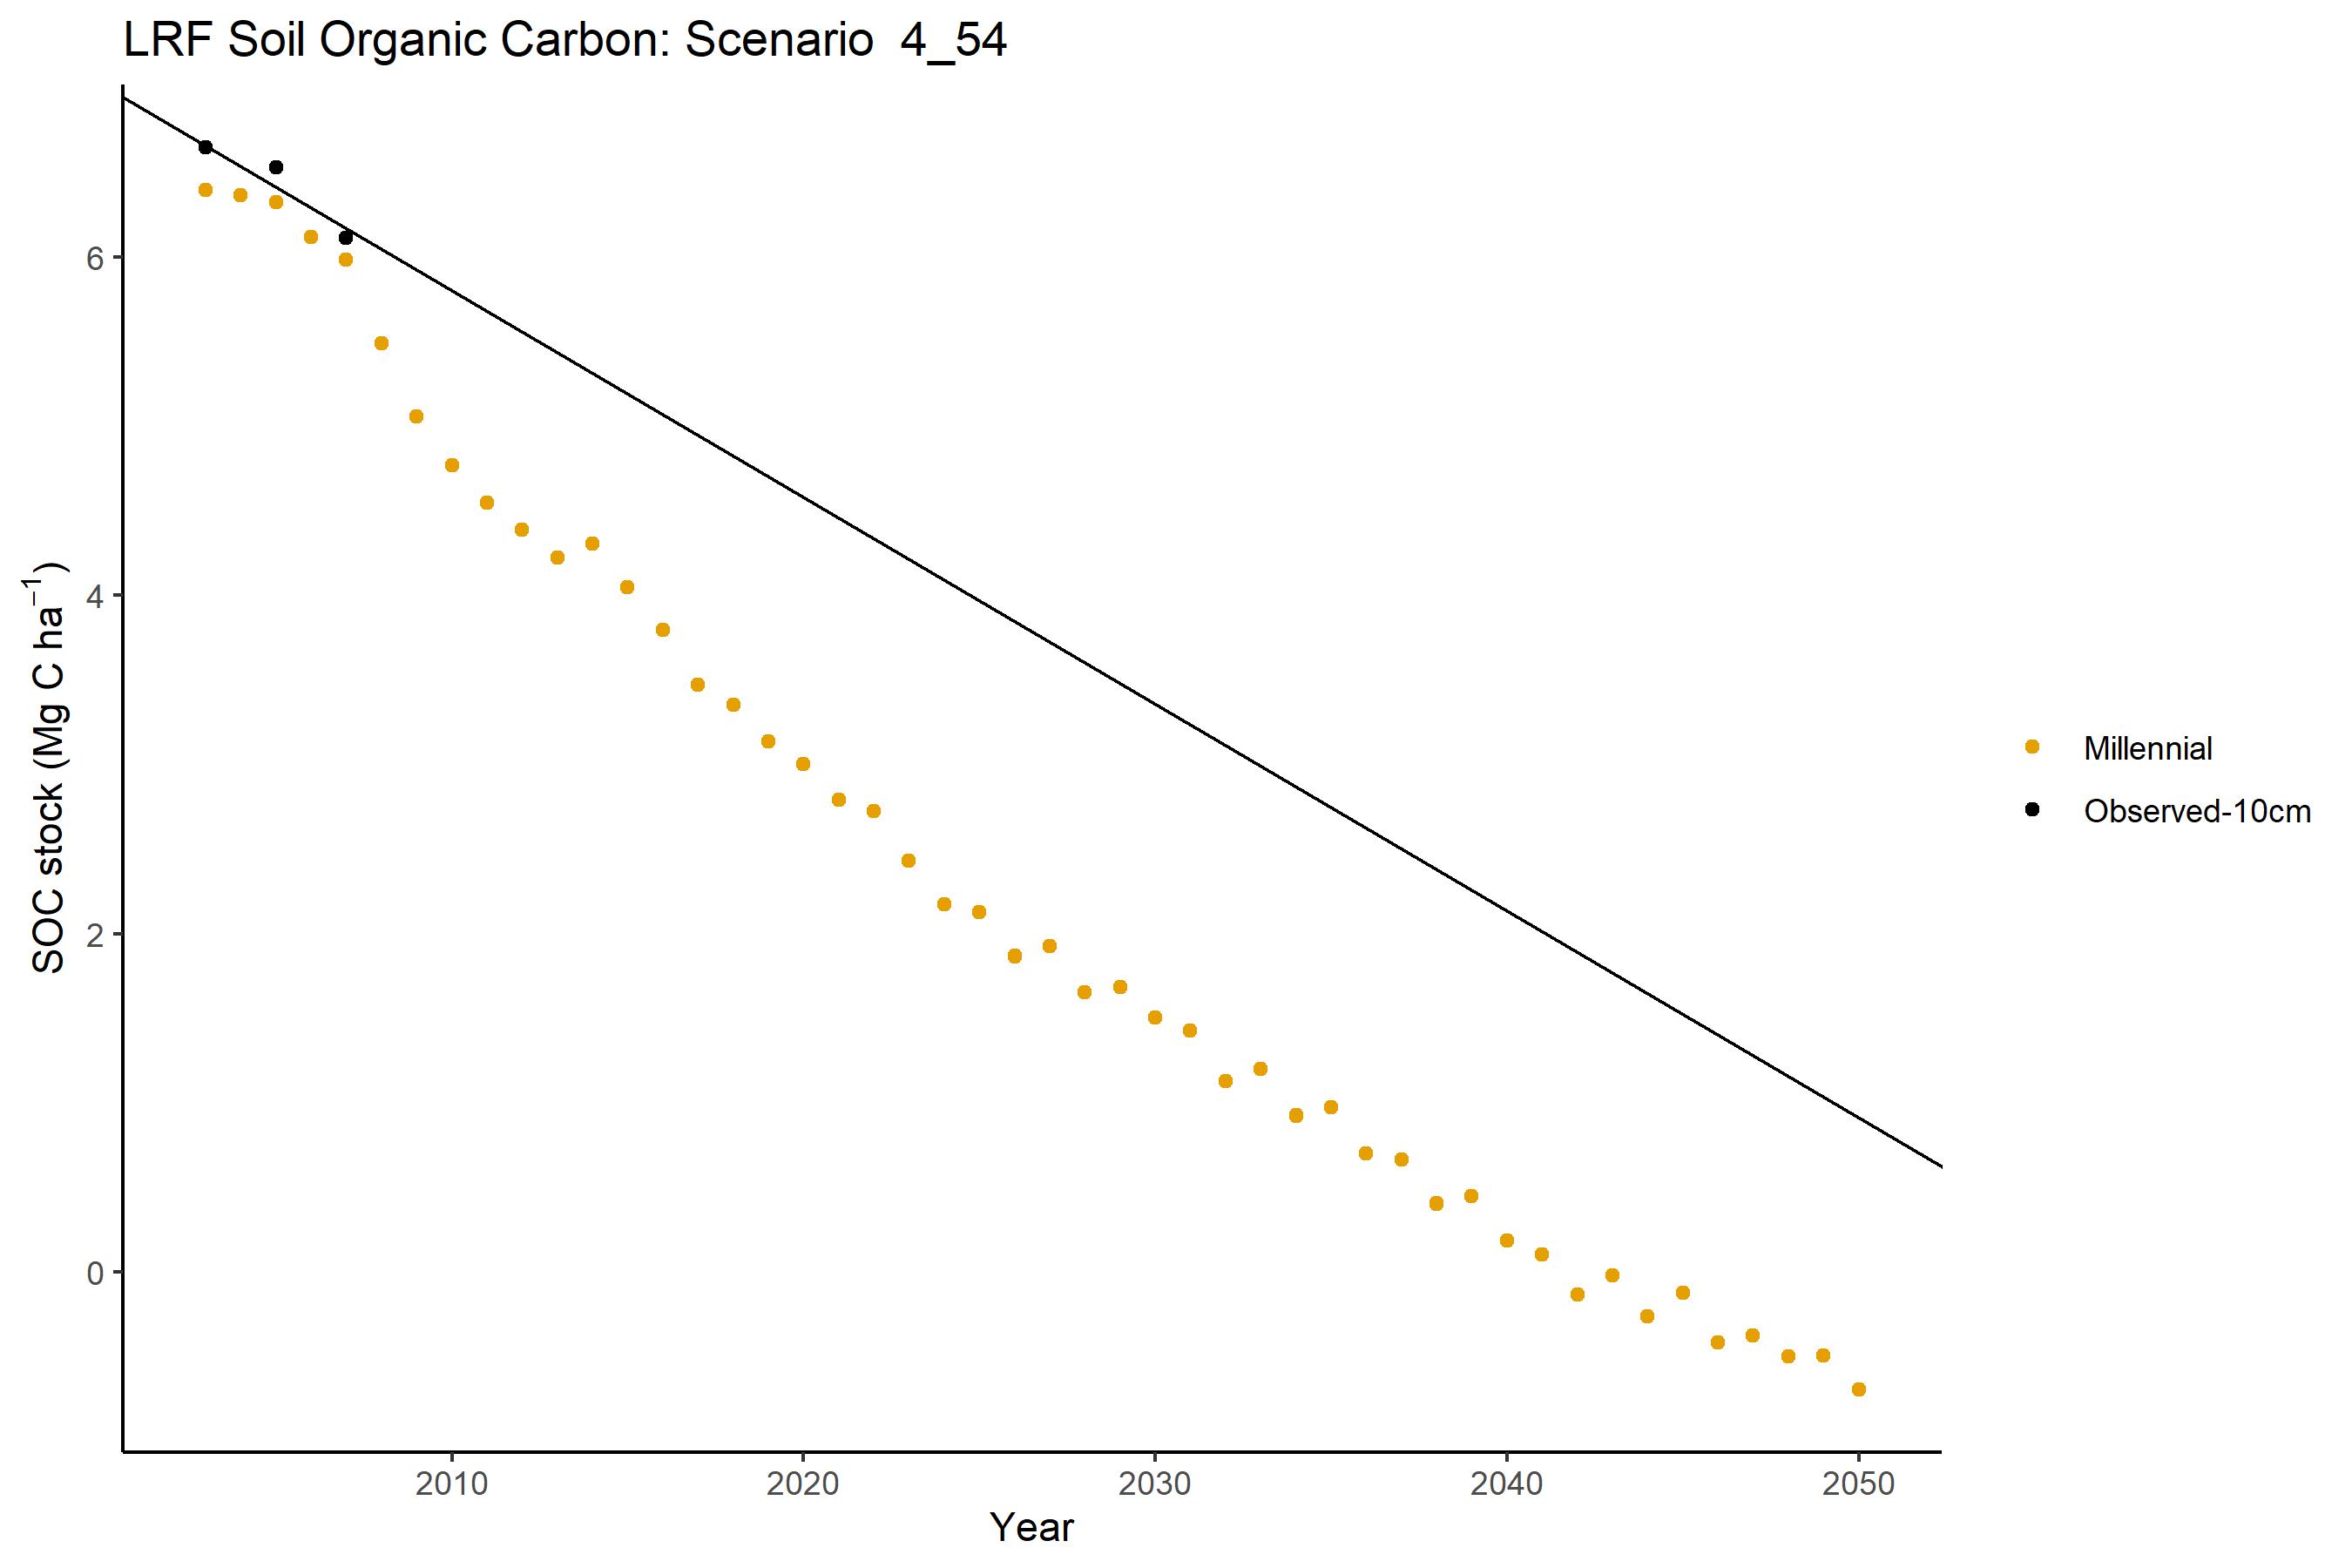 LRF Soil Organic Carbon: Scenario  4_54
SOC stock (Mg C ha⁻¹)
6
4
2
0
2010
2020
2030
2040
2050
Year
Millennial
Observed-10cm